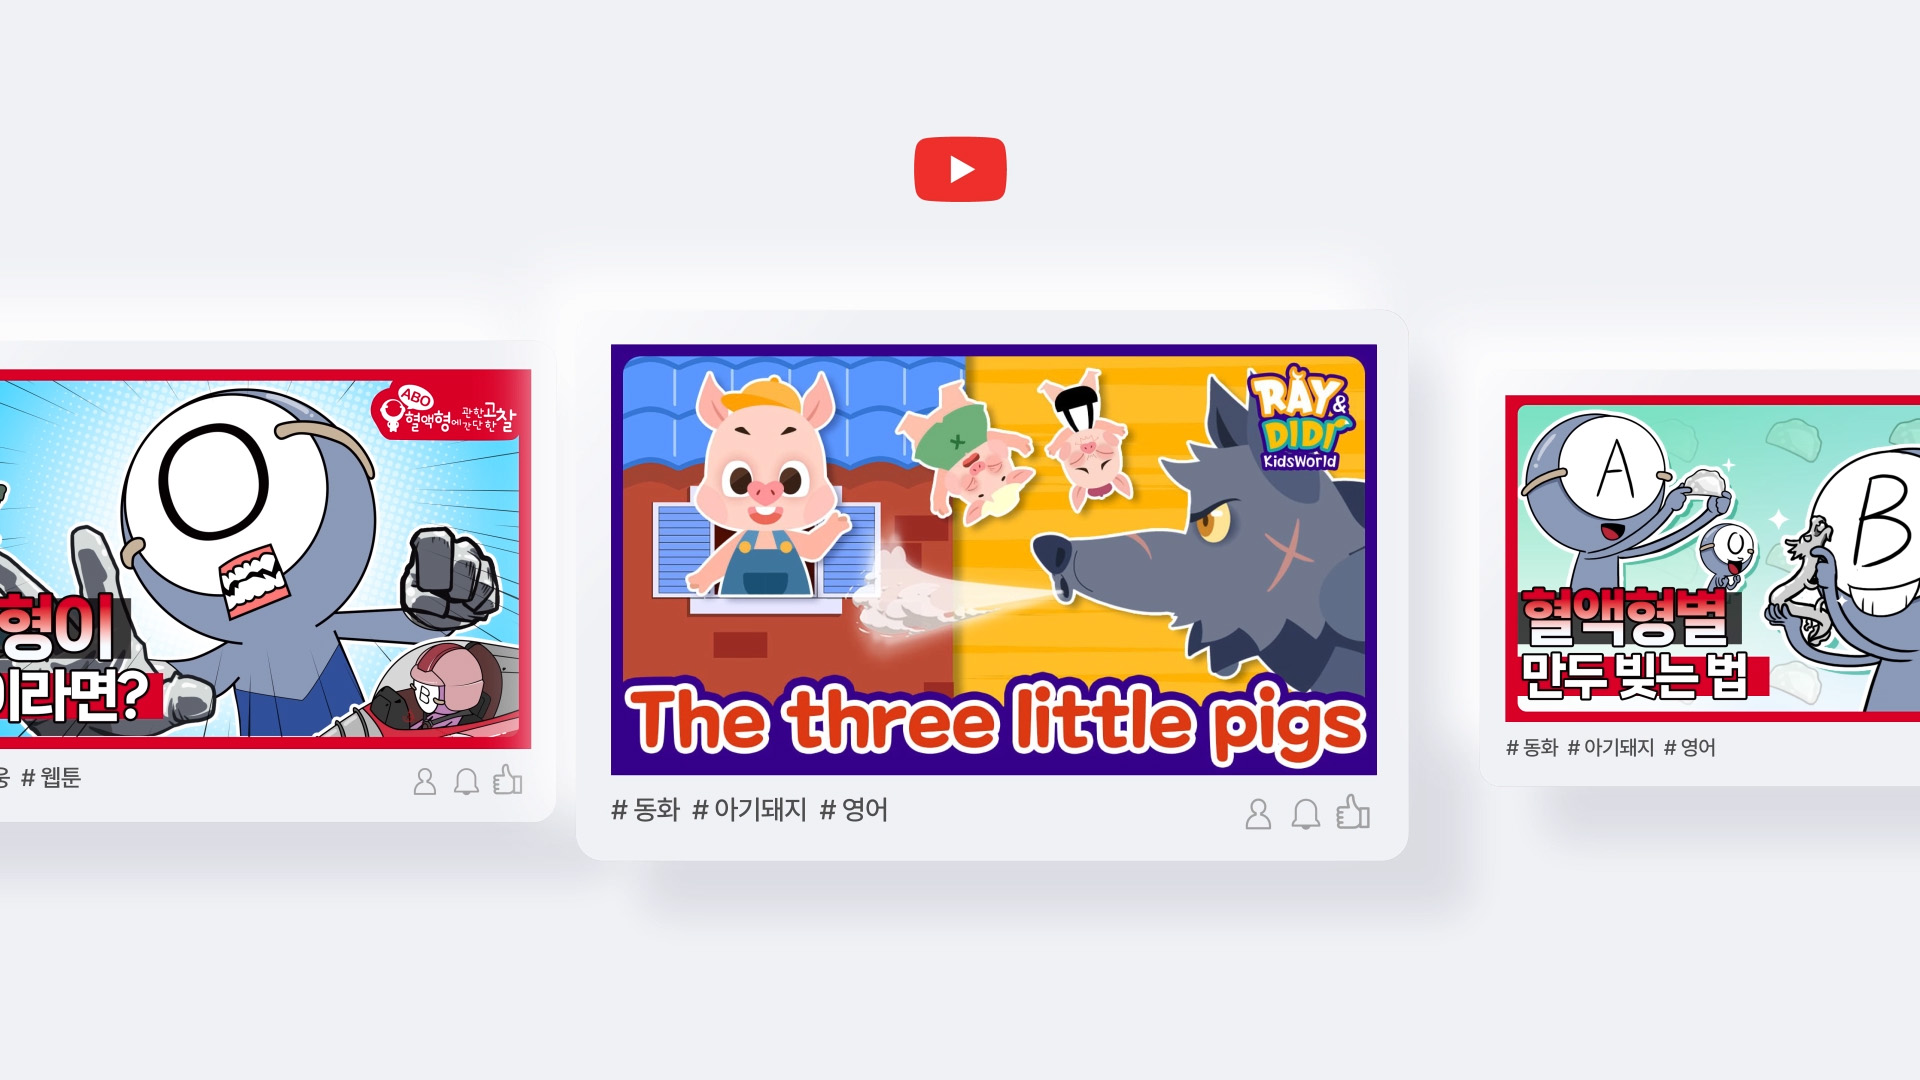 O
ABO
혈액형에 관한 간단한 고찰
형이
이라면?
B
# 웹툰
RAY &
DIDI
KidsWorld
The three little pigs
# 동화 # 아기돼지 # 영어
A
O
B
혈액형별
만두 빚는 법
# 동화 # 아기돼지 # 영어